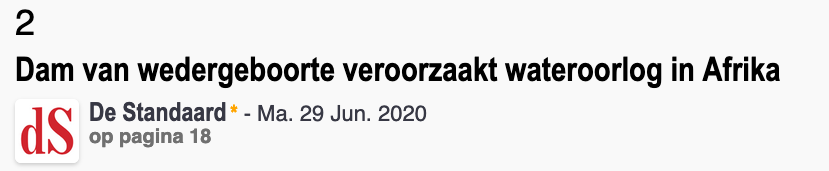 2
Dam van wedergeboorte veroorzaakt wateroorlog in Afrika
dS De Standaard * - Ma. 29 Jun. 2020
op pagina 18